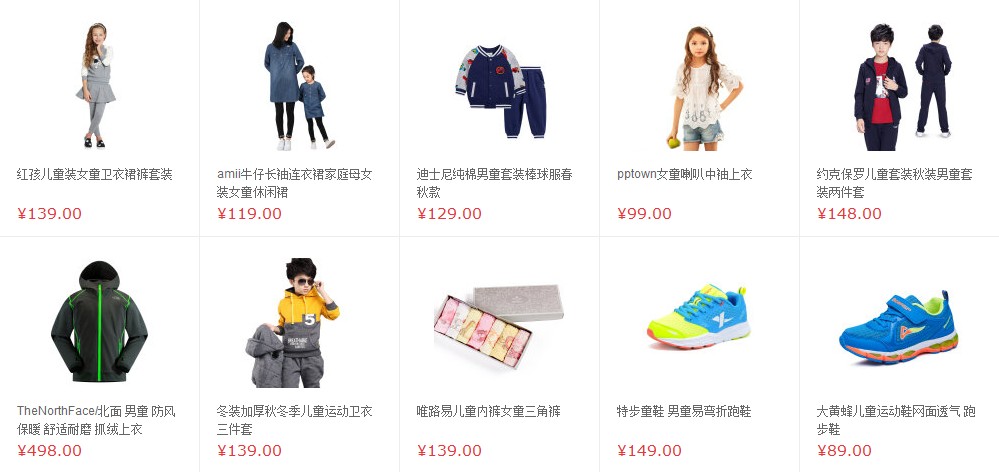 红孩儿童装女童卫衣裙裤套装
¥139.00
amii牛仔长袖连衣裙家庭母女
装女童休闲裙
¥119.00
迪士尼纯棉男童套装棒球服春
秋款
¥129.00
pptown女童喇叭中袖上衣
¥99.00
约克保罗儿童套装秋装男童套
装两件套
¥148.00
TheNorthFace/北面 男童 防风
保暖 舒适耐磨 抓绒上衣
¥498.00
5
冬装加厚秋冬季儿童运动卫衣
三件套
¥139.00
唯路易儿童内裤女童三角裤
¥139.00
特步童鞋 男童易弯折跑鞋
¥149.00
大黄蜂儿童运动鞋网面透气 跑
步鞋
¥89.00